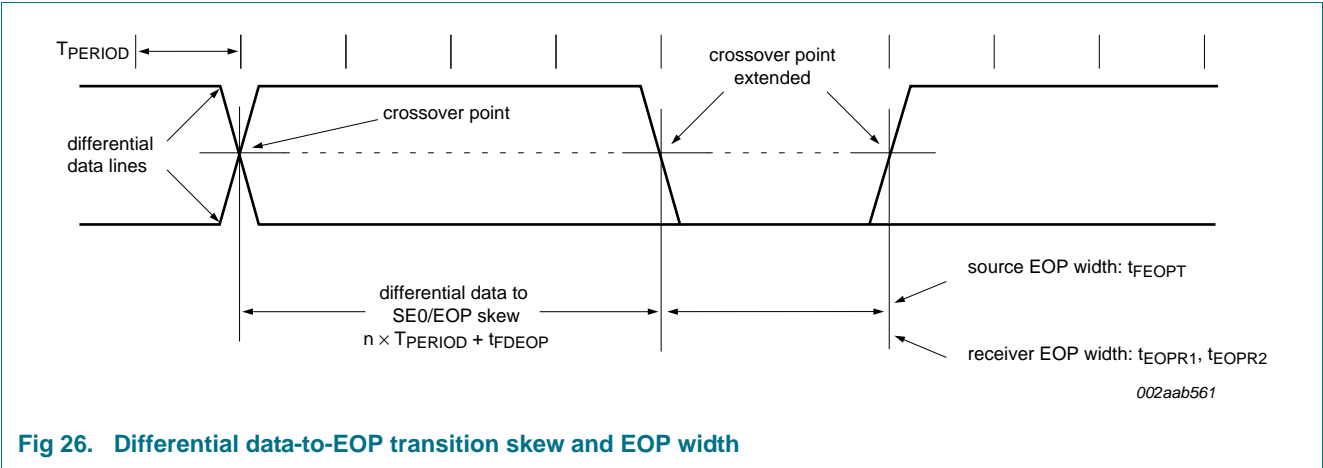 TPERIOD
crossover point
extended
crossover point
differential
data lines
source EOP width: tFEOPT
differential data to
SE0/EOP skew
n × TPERIOD + tFDEOP
receiver EOP width: tEOPR1, tEOPR2
002aab561
Fig 26. Differential data-to-EOP transition skew and EOP width